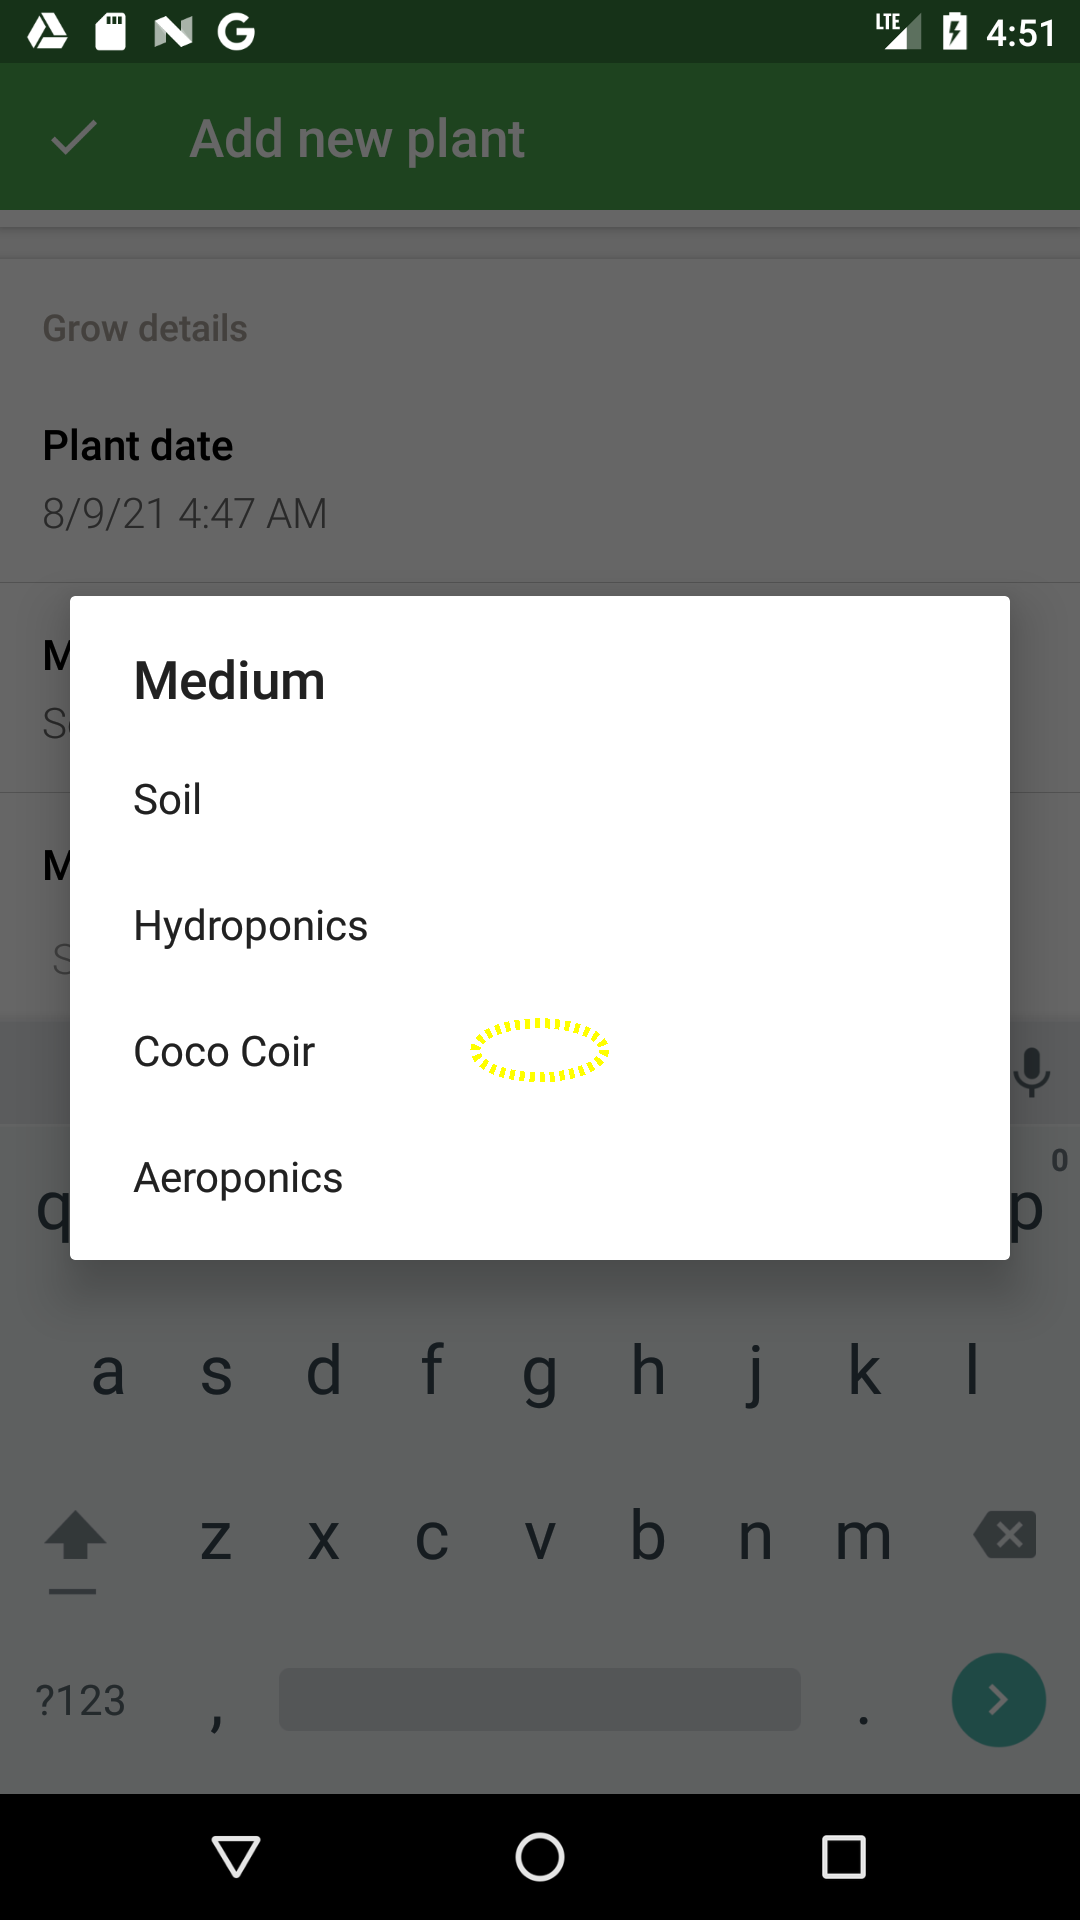 LTE 4:51
Add new plant
Grow details
Plant date
8/9/21 4:47 AM
Medium
Soil
Hydroponics
Coco Coir
Aeroponics
0
q p
a s d f g h j k l
z x c v b n m
?123 , .